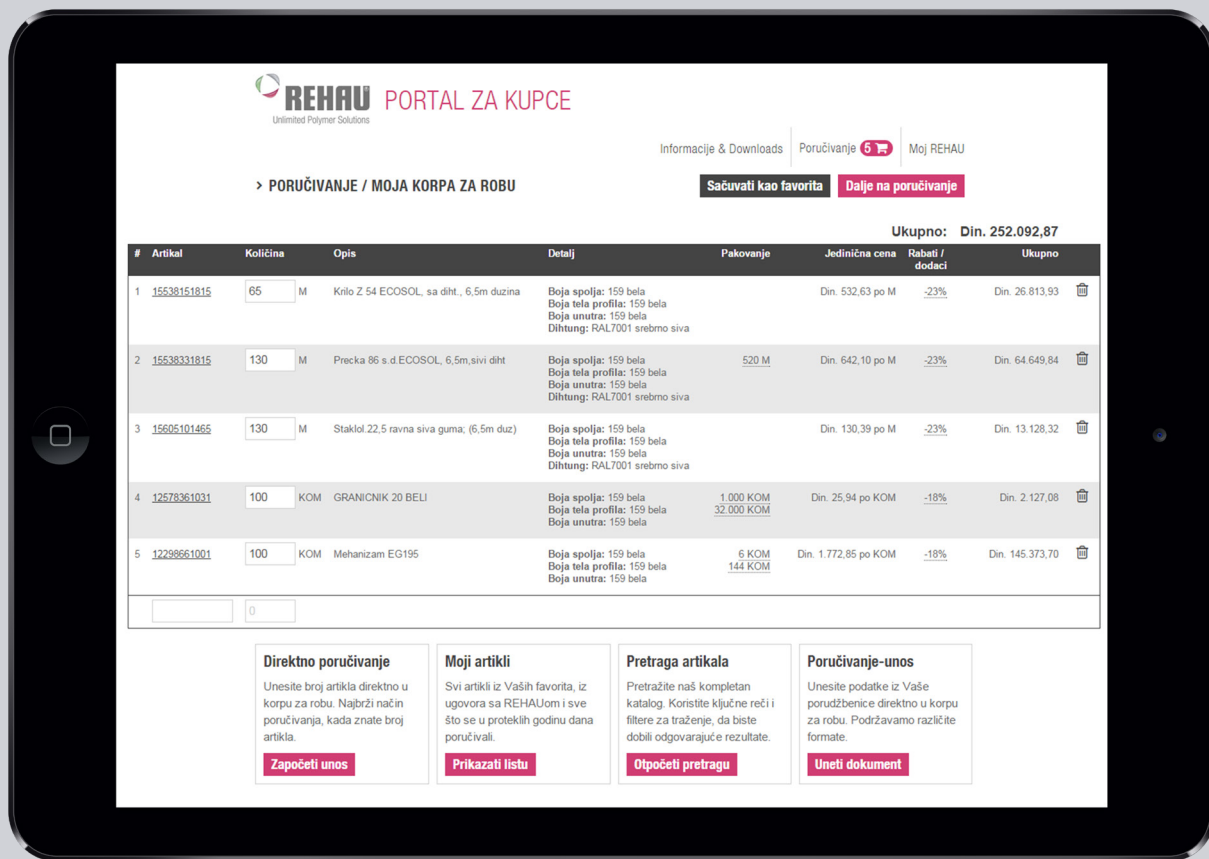 REHAU PORTAL ZA KUPCE
Unlimited Polymer Solutions
Informacije & Downloads Poručivanje 5 Moj REHAU
> PORUČIVANJE / MOJA KORPA ZA ROBU Sačuvati kao favorita Dalje na poručivanje
Ukupno: Din. 252.092,87
# Artikal Količina Opis Detalj Pakovanje Jedinična cena Rabati / dodaci Ukupno
1 15538151815 65 M Krilo Z 54 ECOSOL, sa diht., 6,5m duzina Boja spolja: 159 bela Din. 532,63 po M -23% Din. 26.813,93
Boja tela profila: 159 bela
Boja unutra: 159 bela
Dihtung: RAL7001 srebrno siva
2 15538331815 130 M Precka 86 s.d.ECOSOL, 6,5m,sivi diht Boja spolja: 159 bela 520 M Din. 642,10 po M -23% Din. 64.649,84
Boja tela profila: 159 bela
Boja unutra: 159 bela
Dihtung: RAL7001 srebrno siva
3 15605101465 130 M Staklol.22,5 ravna siva guma; (6,5m duz) Boja spolja: 159 bela Din. 130,39 po M -23% Din. 13.128,32
Boja tela profila: 159 bela
Boja unutra: 159 bela
Dihtung: RAL7001 srebrno siva
4 12578361031 100 KOM GRANICNIK 20 BELI Boja spolja: 159 bela 1.000 KOM Din. 25,94 po KOM -18% Din. 2.127,08
Boja tela profila: 159 bela 32.000 KOM
Boja unutra: 159 bela
5 12298661001 100 KOM Mehanizam EG195 Boja spolja: 159 bela 6 KOM Din. 1.772,85 po KOM -18% Din. 145.373,70
Boja tela profila: 159 bela 144 KOM
Boja unutra: 159 bela
0
Direktno poručivanje
Unesite broj artikla direktno u
korpu za robu. Najbrži način
poručivanja, kada znate broj
artikla.
Započeti unos
Moji artikli
Svi artikli iz Vaših favorita, iz
ugovora sa REHAUom i sve
što se u proteklih godinu dana
poručivali.
Prikazati listu
Pretraga artikala
Pretražite naš kompletan
katalog. Koristite ključne reči i
filtere za traženje, da biste
dobili odgovarajuće rezultate.
Otpočeti pretragu
Poručivanje-unos
Unesite podatke iz Vaše
porudžbenice direktno u korpu
za robu. Podržavamo različite
formate.
Uneti dokument